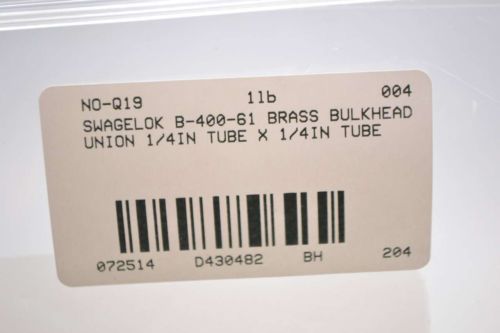 NO-Q19 1lb 004
SWAGELOK B-400-61 BRASS BULKHEAD
UNION 1/4IN TUBE X 1/4IN TUBE
072514 D430482 BH 204